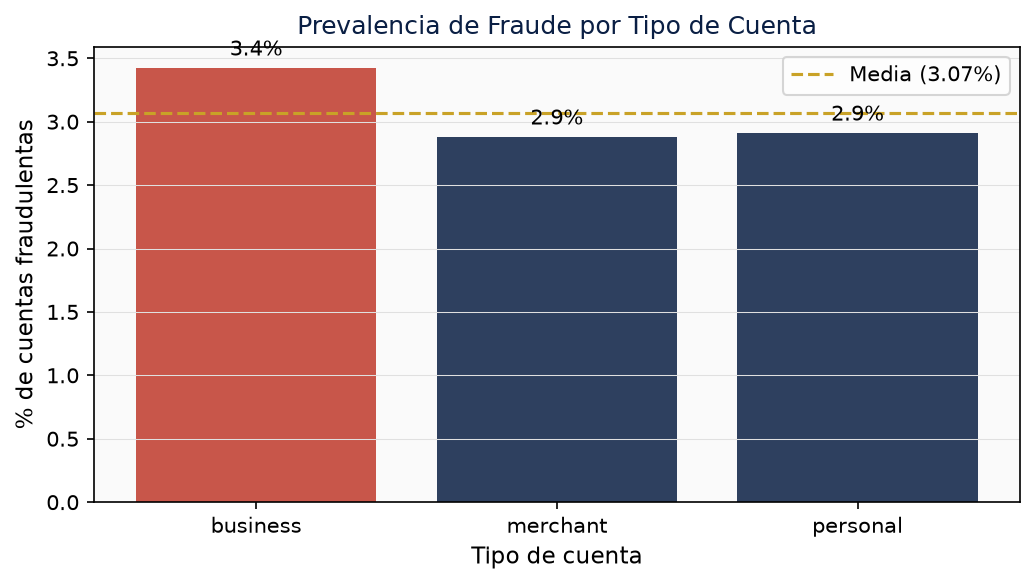 Prevalencia de Fraude por Tipo de Cuenta
Media (3.07%)
3.4%
2.9%
2.9%
% de cuentas fraudulentas
3.5
3.0
2.5
2.0
1.5
1.0
0.5
0.0
business
merchant
personal
Tipo de cuenta